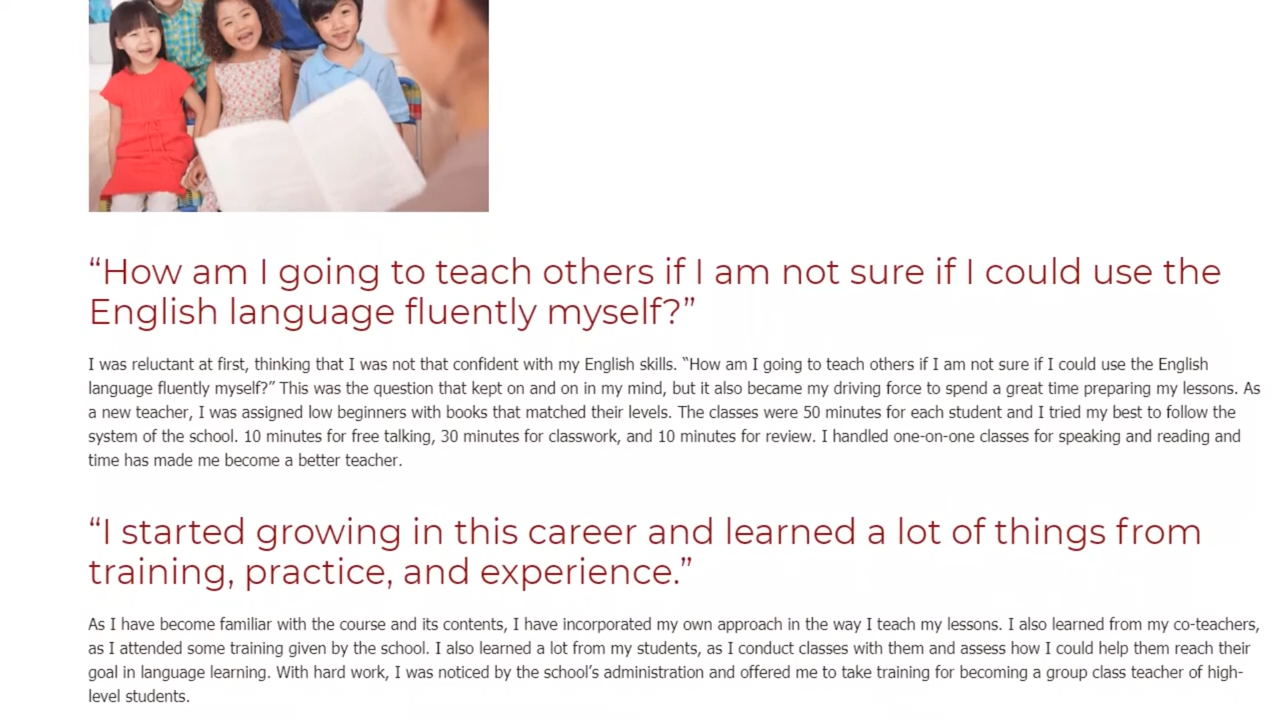 “How am I going to teach others if I am not sure if I could use the
English language fluently myself?”
I was reluctant at first, thinking that I was not that confident with my English skills. “How am I going to teach others if I am not sure if I could use the English
language fluently myself?” This was the question that kept on and on in my mind, but it also became my driving force to spend a great time preparing my lessons. As
a new teacher, I was assigned low beginners with books that matched their levels. The classes were 50 minutes for each student and I tried my best to follow the
system of the school. 10 minutes for free talking, 30 minutes for classwork, and 10 minutes for review. I handled one-on-one classes for speaking and reading and
time has made me become a better teacher.
“I started growing in this career and learned a lot of things from
training, practice, and experience.”
As I have become familiar with the course and its contents, I have incorporated my own approach in the way I teach my lessons. I also learned from my co-teachers,
as I attended some training given by the school. I also learned a lot from my students, as I conduct classes with them and assess how I could help them reach their
goal in language learning. With hard work, I was noticed by the school’s administration and offered me to take training for becoming a group class teacher of high-
level students.